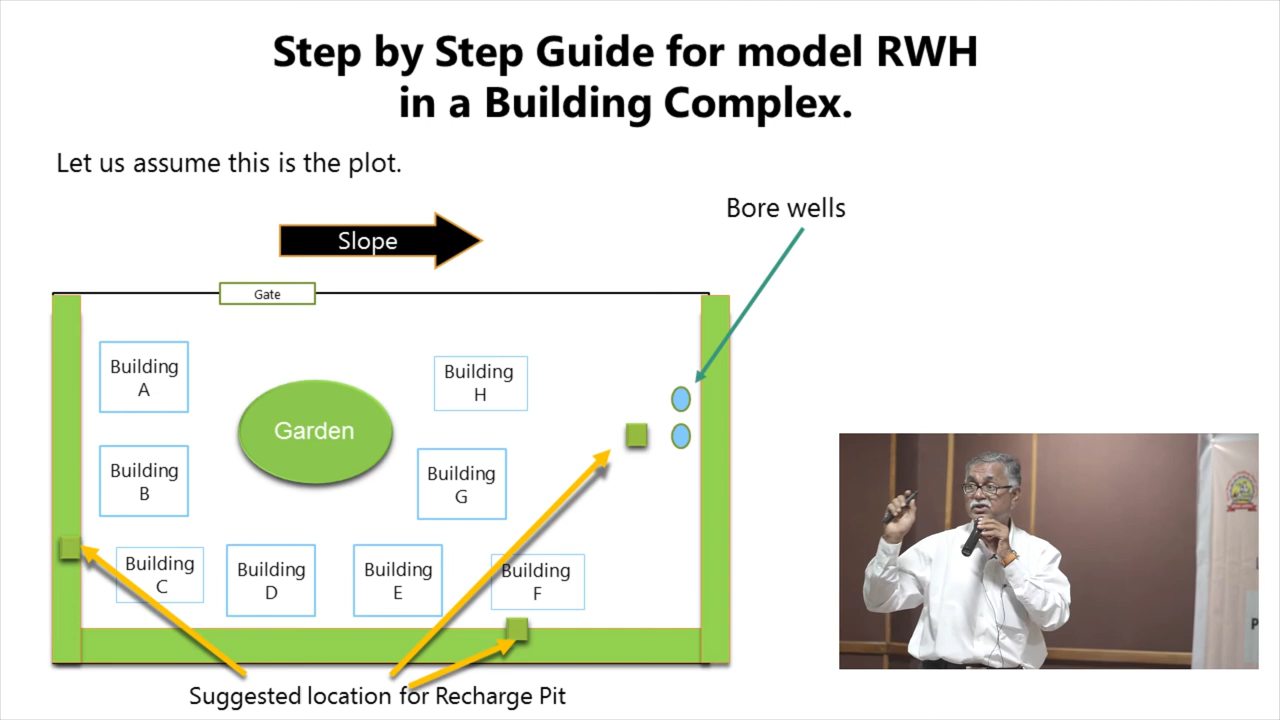 Step by Step Guide for model RWH
in a Building Complex.
Let us assume this is the plot.
Bore wells
Slope
Gate
Building
A
Building
H
Garden
Building
B
Building
G
Building
C
Building
D
Building
E
Building
F
Suggested location for Recharge Pit